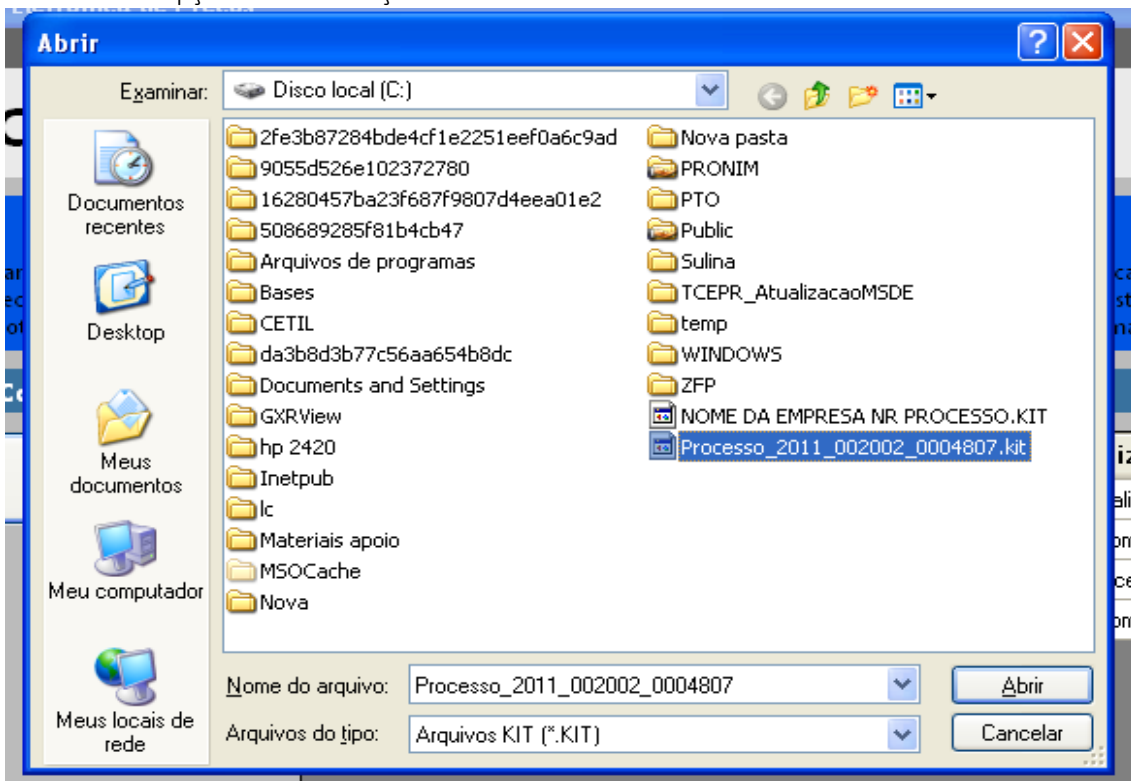 Abrir
Examinar:
Disco local (C:)
Documentos
recentes
Desktop
Meus
documentos
Meu computador
Meus locais de
rede
2fe3b87284bde4cf1e2251eef0a6c9ad
9055d526e102372780
16280457ba23f687f9807d4eea01e2
508689285f81b4cb47
Arquivos de programas
Bases
CETIL
da3b8d3b77c56aa654b8dc
Documents and Settings
GXRView
hp 2420
Inetpub
lc
Materiais apoio
MSOCache
Nova
Nova pasta
PRONIM
PTO
Public
Sulina
TCEPR_AtualizacaoMSDE
temp
WINDOWS
ZFP
NOME DA EMPRESA NR PROCESSO.KIT
Processo_2011_002002_0004807.kit
Nome do arquivo:
Processo_2011_002002_0004807
Abrir
Arquivos do tipo:
Arquivos KIT (*.KIT)
Cancelar